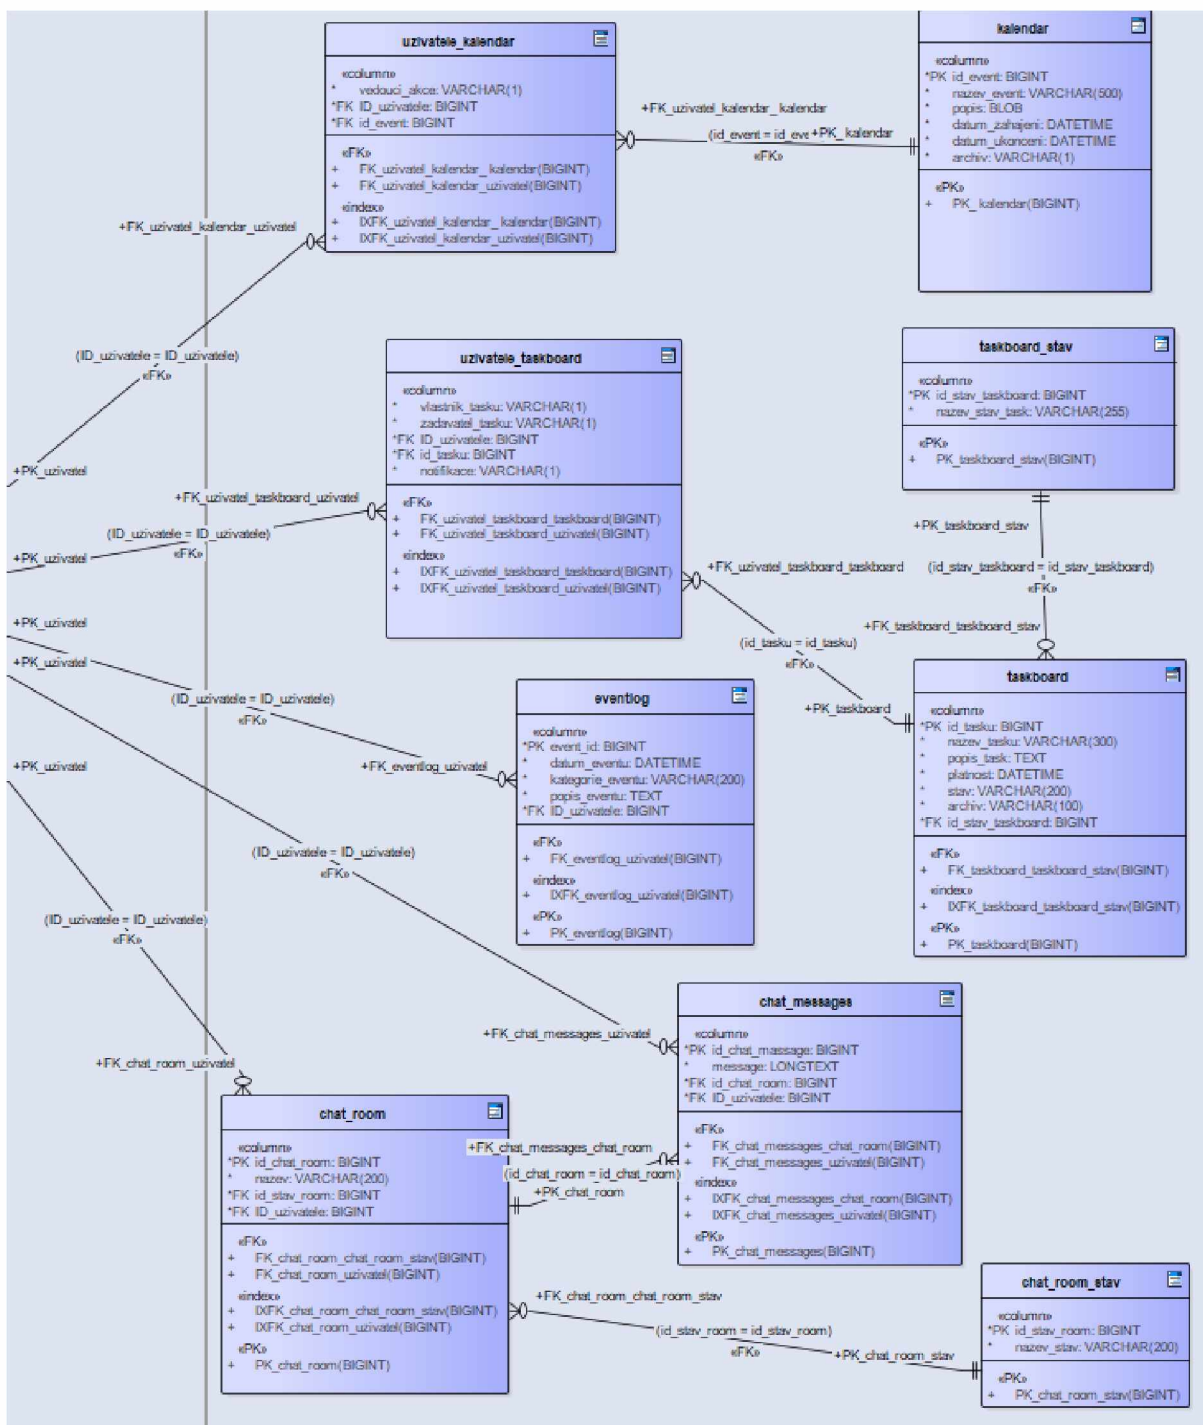 uzivatele_kalendar
«column»
* vedouci_akce: VARCHAR(1)
*FK ID_uzivatele: BIGINT
*FK id_event: BIGINT
«FK»
+ FK_uzivatel_kalendar_kalendar(BIGINT)
+ FK_uzivatel_kalendar_uzivatel(BIGINT)
«index»
+ IXFK_uzivatel_kalendar_kalendar(BIGINT)
+ IXFK_uzivatel_kalendar_uzivatel(BIGINT)
+FK_uzivatel_kalendar_kalendar
(id_event = id_eve
+PK_kalendar
«FK»
kalendar
«column»
*PK id_event: BIGINT
* nazev_event: VARCHAR(500)
* popis: BLOB
* datum_zahajeni: DATETIME
* datum_ukonceni: DATETIME
* archiv: VARCHAR(1)
«PK»
+ PK_kalendar(BIGINT)
+FK_uzivatel_kalendar_uzivatel
(ID_uzivatele = ID_uzivatele)
«FK»
+PK_uzivatel
uzivatele_taskboard
«column»
* vlastnik_tasku: VARCHAR(1)
* zadavatel_tasku: VARCHAR(1)
*FK ID_uzivatele: BIGINT
*FK id_tasku: BIGINT
* notifikace: VARCHAR(1)
«FK»
+ FK_uzivatel_taskboard_taskboard(BIGINT)
+ FK_uzivatel_taskboard_uzivatel(BIGINT)
«index»
+ IXFK_uzivatel_taskboard_taskboard(BIGINT)
+ IXFK_uzivatel_taskboard_uzivatel(BIGINT)
taskboard_stav
«column»
*PK id_stav_taskboard: BIGINT
* nazev_stav_task: VARCHAR(255)
«PK»
+ PK_taskboard_stav(BIGINT)
+FK_uzivatel_taskboard_uzivatel
(ID_uzivatele = ID_uzivatele)
«FK»
+PK_uzivatel
+PK_taskboard_stav
(id_stav_taskboard = id_stav_taskboard)
«FK»
+FK_taskboard_taskboard_stav
+FK_uzivatel_taskboard_taskboard
(id_tasku = id_tasku)
«FK»
+PK_taskboard
taskboard
«column»
*PK id_tasku: BIGINT
* nazev_tasku: VARCHAR(300)
* popis_task: TEXT
* platnost: DATETIME
* stav: VARCHAR(200)
* archiv: VARCHAR(100)
*FK id_stav_taskboard: BIGINT
«FK»
+ FK_taskboard_taskboard_stav(BIGINT)
«index»
+ IXFK_taskboard_taskboard_stav(BIGINT)
«PK»
+ PK_taskboard(BIGINT)
+PK_uzivatel
+PK_uzivatel
(ID_uzivatele = ID_uzivatele)
«FK»
+FK_eventlog_uzivatel
eventlog
«column»
*PK event_id: BIGINT
* datum_eventu: DATETIME
* kategorie_eventu: VARCHAR(200)
* popis_eventu: TEXT
*FK ID_uzivatele: BIGINT
«FK»
+ FK_eventlog_uzivatel(BIGINT)
«index»
+ IXFK_eventlog_uzivatel(BIGINT)
«PK»
+ PK_eventlog(BIGINT)
+PK_uzivatel
(ID_uzivatele = ID_uzivatele)
«FK»
(ID_uzivatele = ID_uzivatele)
«FK»
+FK_chat_messages_uzivatel
+FK_chat_room_uzivatel
chat_messages
«column»
*PK id_chat_massage: BIGINT
* message: LONGTEXT
*FK id_chat_room: BIGINT
*FK ID_uzivatele: BIGINT
«FK»
+ FK_chat_messages_chat_room(BIGINT)
+ FK_chat_messages_uzivatel(BIGINT)
«index»
+ IXFK_chat_messages_chat_room(BIGINT)
+ IXFK_chat_messages_uzivatel(BIGINT)
«PK»
+ PK_chat_messages(BIGINT)
chat_room
«column»
*PK id_chat_room: BIGINT
* nazev: VARCHAR(200)
*FK id_stav_room: BIGINT
*FK ID_uzivatele: BIGINT
«FK»
+ FK_chat_room_chat_room_stav(BIGINT)
+ FK_chat_room_uzivatel(BIGINT)
«index»
+ IXFK_chat_room_chat_room_stav(BIGINT)
+ IXFK_chat_room_uzivatel(BIGINT)
«PK»
+ PK_chat_room(BIGINT)
+FK_chat_messages_chat_room
(id_chat_room = id_chat_room)
+PK_chat_room
+FK_chat_room_chat_room_stav
(id_stav_room = id_stav_room)
«FK»
+PK_chat_room_stav
chat_room_stav
«column»
*PK id_stav_room: BIGINT
* nazev_stav: VARCHAR(200)
«PK»
+ PK_chat_room_stav(BIGINT)